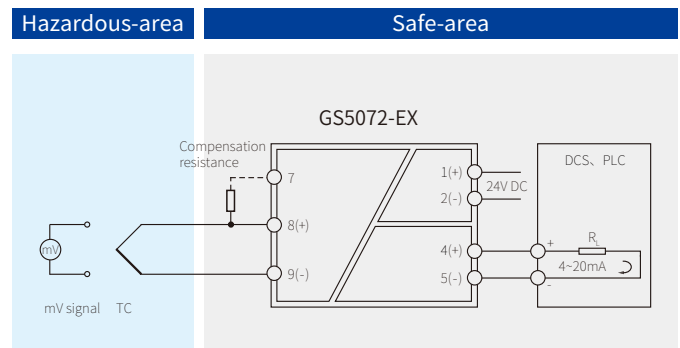 Hazardous-area
Safe-area
GS5072-EX
Compensation
resistance
7
8(+)
9(-)
1(+)
2(-)
24V DC
4(+)
5(-)
DCS、PLC
+
RL
4~20mA
-
mV
mV signal TC